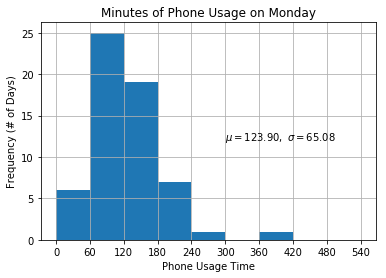 Minutes of Phone Usage on Monday
25
20
15
10
5
0
Frequency (# of Days)
μ = 123.90, σ = 65.08
0 60 120 180 240 300 360 420 480 540
Phone Usage Time